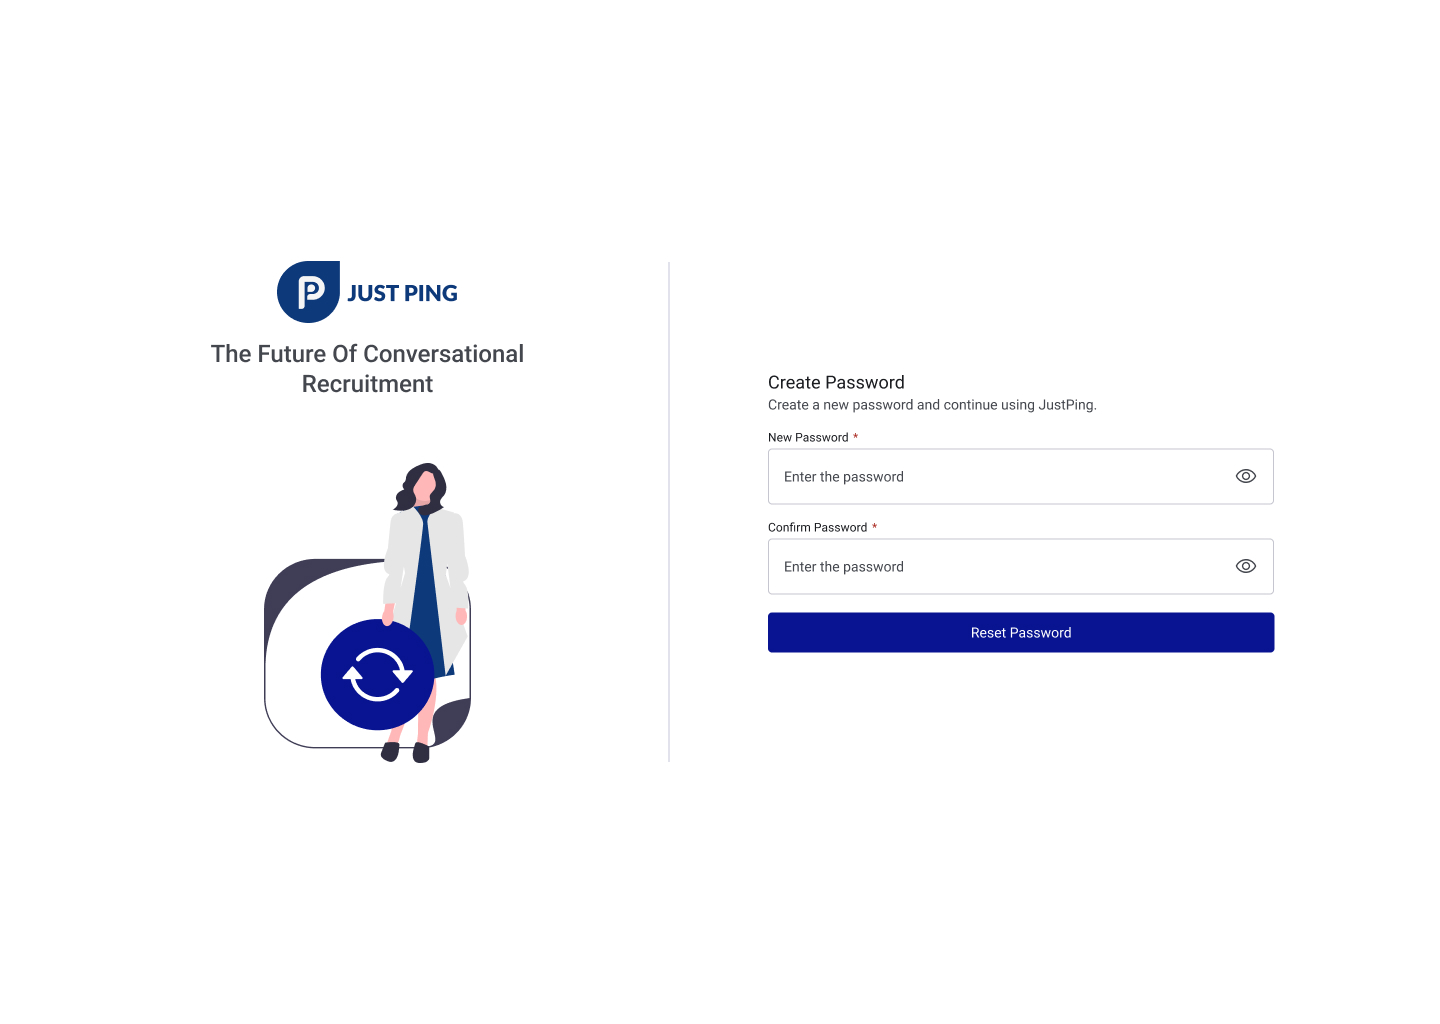 JUST PING
The Future Of Conversational
Recruitment
Create Password
Create a new password and continue using JustPing.
New Password *
Enter the password
Confirm Password *
Enter the password
Reset Password